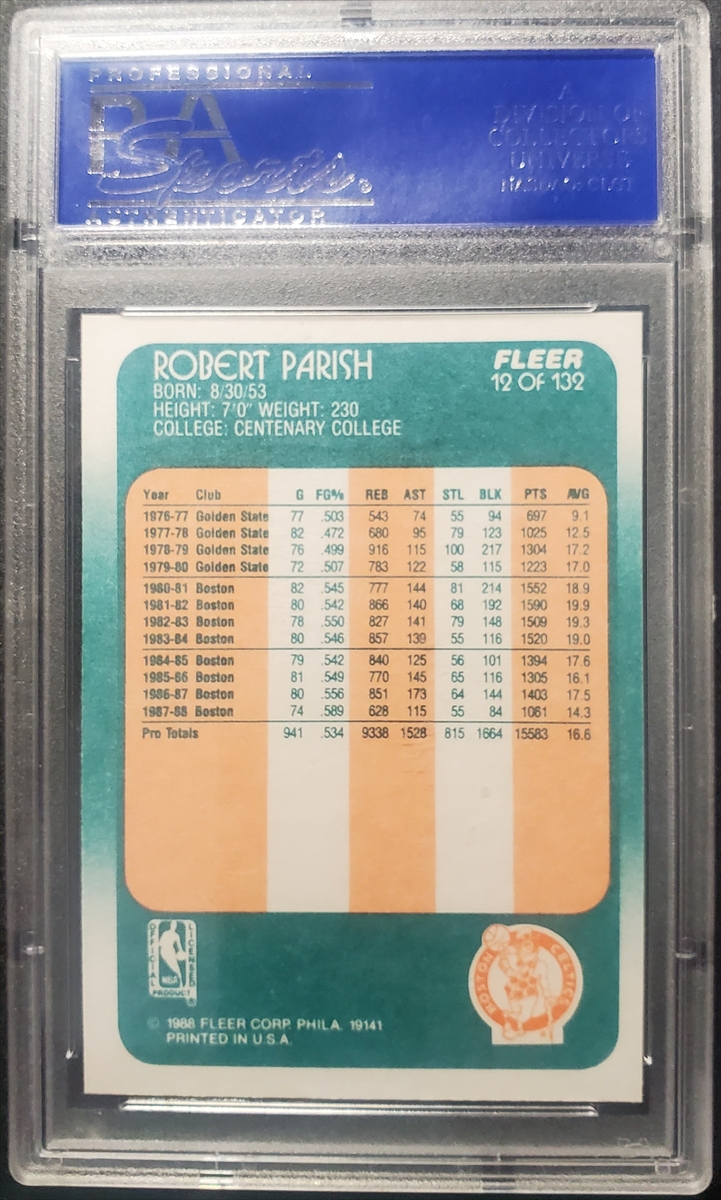 PROFESSIONAL
PSA
Sports®
AUTHENTICATOR
A
DIVISION OF
COLLECTORS
UNIVERSE
NASDAQ: CLCT
ROBERT PARISH
FLEER
12 OF 132
BORN: 8/30/53
HEIGHT: 7'0" WEIGHT: 230
COLLEGE: CENTENARY COLLEGE
Year Club G FG% REB AST STL BLK PTS AVG
1976-77 Golden State 77 .503 543 74 55 94 697 9.1
1977-78 Golden State 82 .472 680 95 79 123 1025 12.5
1978-79 Golden State 76 .499 916 115 100 217 1304 17.2
1979-80 Golden State 72 .507 783 122 58 115 1223 17.0
1980-81 Boston 82 .545 777 144 81 214 1552 18.9
1981-82 Boston 80 .542 866 140 68 192 1590 19.9
1982-83 Boston 78 .550 827 141 79 148 1509 19.3
1983-84 Boston 80 .546 857 139 55 116 1520 19.0
1984-85 Boston 79 .542 840 125 56 101 1394 17.6
1985-86 Boston 81 .549 770 145 65 116 1305 16.1
1986-87 Boston 80 .556 851 173 64 144 1403 17.5
1987-88 Boston 74 .589 628 115 55 84 1061 14.3
Pro Totals 941 .534 9338 1528 815 1664 15583 16.6
OFFICIAL
LICENSED
NBA
PRODUCT
®
BOSTON CELTICS
© 1988 FLEER CORP. PHILA. 19141
PRINTED IN U.S.A.